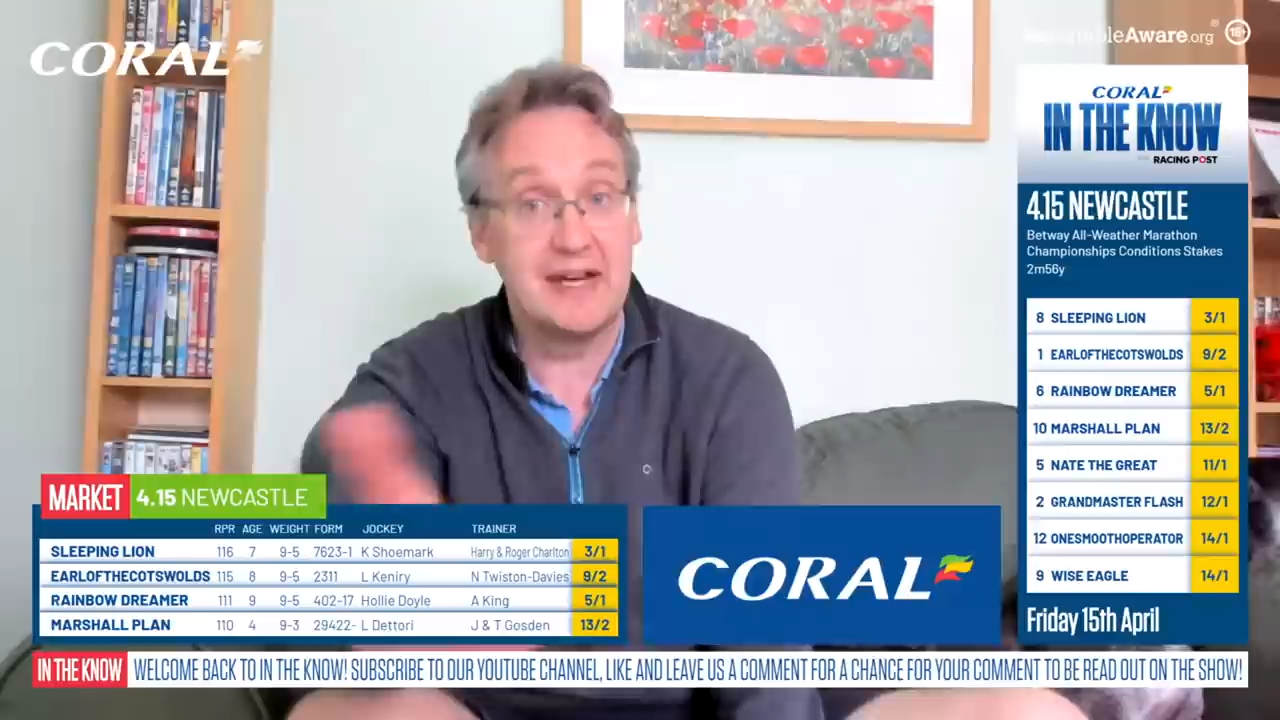 CORAL
AbleAware.org 18+
CORAL
IN THE KNOW
RACING POST
4.15 NEWCASTLE
Betway All-Weather Marathon
Championships Conditions Stakes
2m56y
8 SLEEPING LION 3/1
1 EARLOFTHECOTSWOLDS 9/2
6 RAINBOW DREAMER 5/1
10 MARSHALL PLAN 13/2
5 NATE THE GREAT 11/1
2 GRANDMASTER FLASH 12/1
12 ONESMOOTHOPERATOR 14/1
9 WISE EAGLE 14/1
Friday 15th April
MARKET 4.15 NEWCASTLE
RPR AGE WEIGHT FORM JOCKEY TRAINER
SLEEPING LION 116 7 9-5 7623-1 K Shoemark Harry & Roger Charlton 3/1
EARLOFTHECOTSWOLDS 115 8 9-5 2311 L Keniry N Twiston-Davies 9/2
RAINBOW DREAMER 111 9 9-5 402-17 Hollie Doyle A King 5/1
MARSHALL PLAN 110 4 9-3 29422- L Dettori J & T Gosden 13/2
CORAL
IN THE KNOW WELCOME BACK TO IN THE KNOW! SUBSCRIBE TO OUR YOUTUBE CHANNEL, LIKE AND LEAVE US A COMMENT FOR A CHANCE FOR YOUR COMMENT TO BE READ OUT ON THE SHOW!